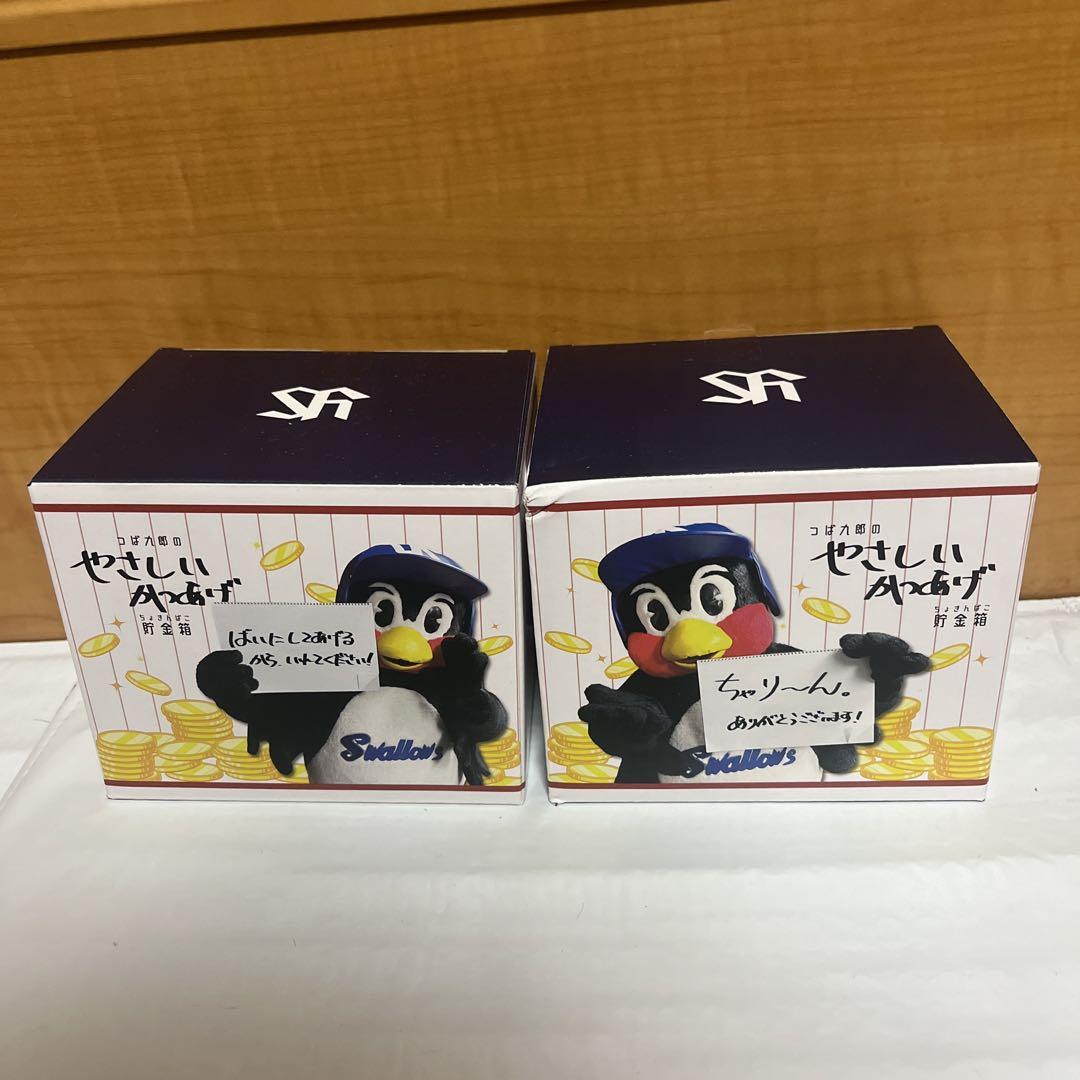 YS
つば九郎の
やさしい
かつあげ
ちょきんばこ
貯金箱
ばいにしてあげる
から、いれてください!
Swallows
YS
つば九郎の
やさしい
かつあげ
ちょきんばこ
貯金箱
ちゃり〜ん。
ありがとうございます!
Swallows